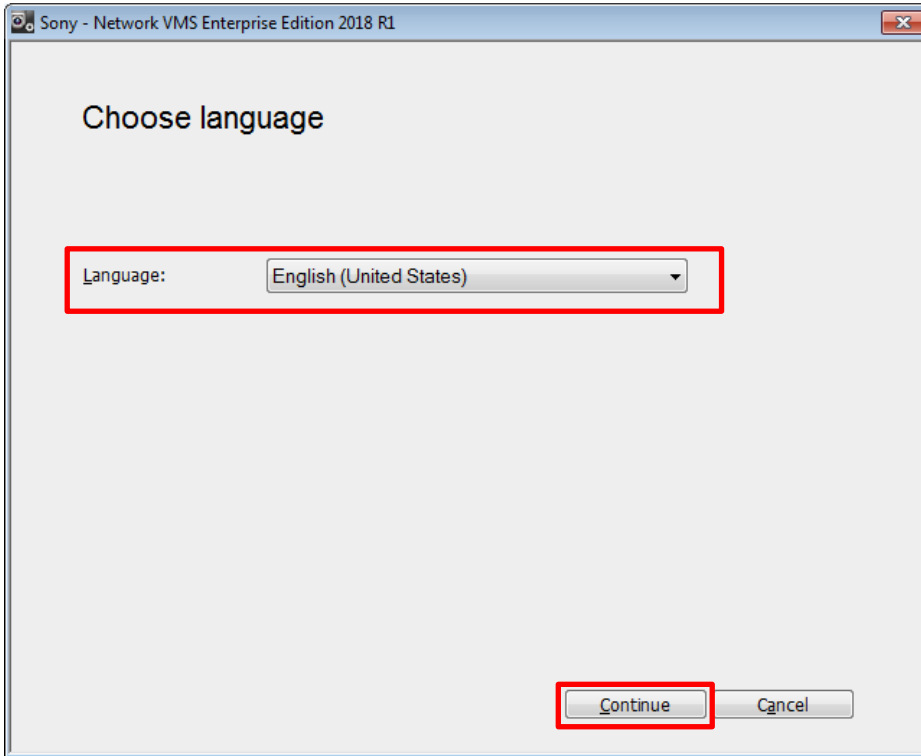 Sony - Network VMS Enterprise Edition 2018 R1
Choose language
Language: English (United States)
Continue Cancel